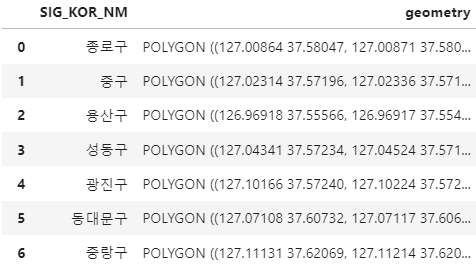 SIG_KOR_NM geometry
0 종로구 POLYGON ((127.00864 37.58047, 127.00871 37.580...
1 중구 POLYGON ((127.02314 37.57196, 127.02336 37.571...
2 용산구 POLYGON ((126.96918 37.55566, 126.96917 37.554...
3 성동구 POLYGON ((127.04341 37.57234, 127.04524 37.571...
4 광진구 POLYGON ((127.10166 37.57240, 127.10224 37.572...
5 동대문구 POLYGON ((127.07108 37.60732, 127.07117 37.606...
6 중랑구 POLYGON ((127.11131 37.62069, 127.11214 37.620...